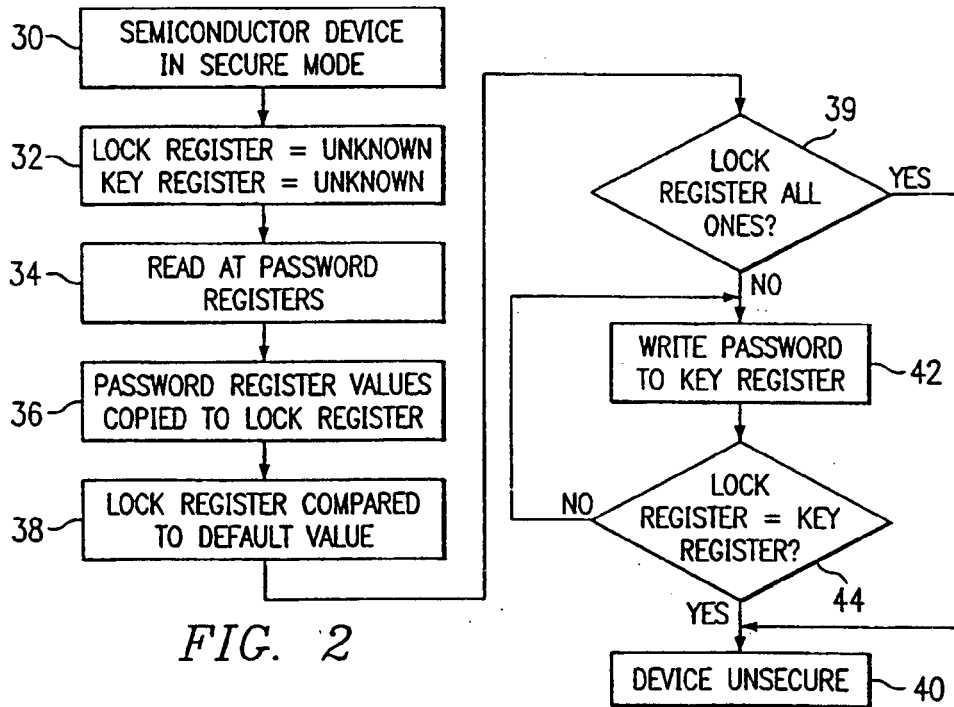 30
SEMICONDUCTOR DEVICE
IN SECURE MODE
32
LOCK REGISTER = UNKNOWN
KEY REGISTER = UNKNOWN
34
READ AT PASSWORD
REGISTERS
36
PASSWORD REGISTER VALUES
COPIED TO LOCK REGISTER
38
LOCK REGISTER COMPARED
TO DEFAULT VALUE
39
LOCK
REGISTER ALL
ONES?
YES
NO
WRITE PASSWORD
TO KEY REGISTER
42
LOCK
REGISTER = KEY
REGISTER?
NO
44
YES
DEVICE UNSECURE
40
FIG. 2